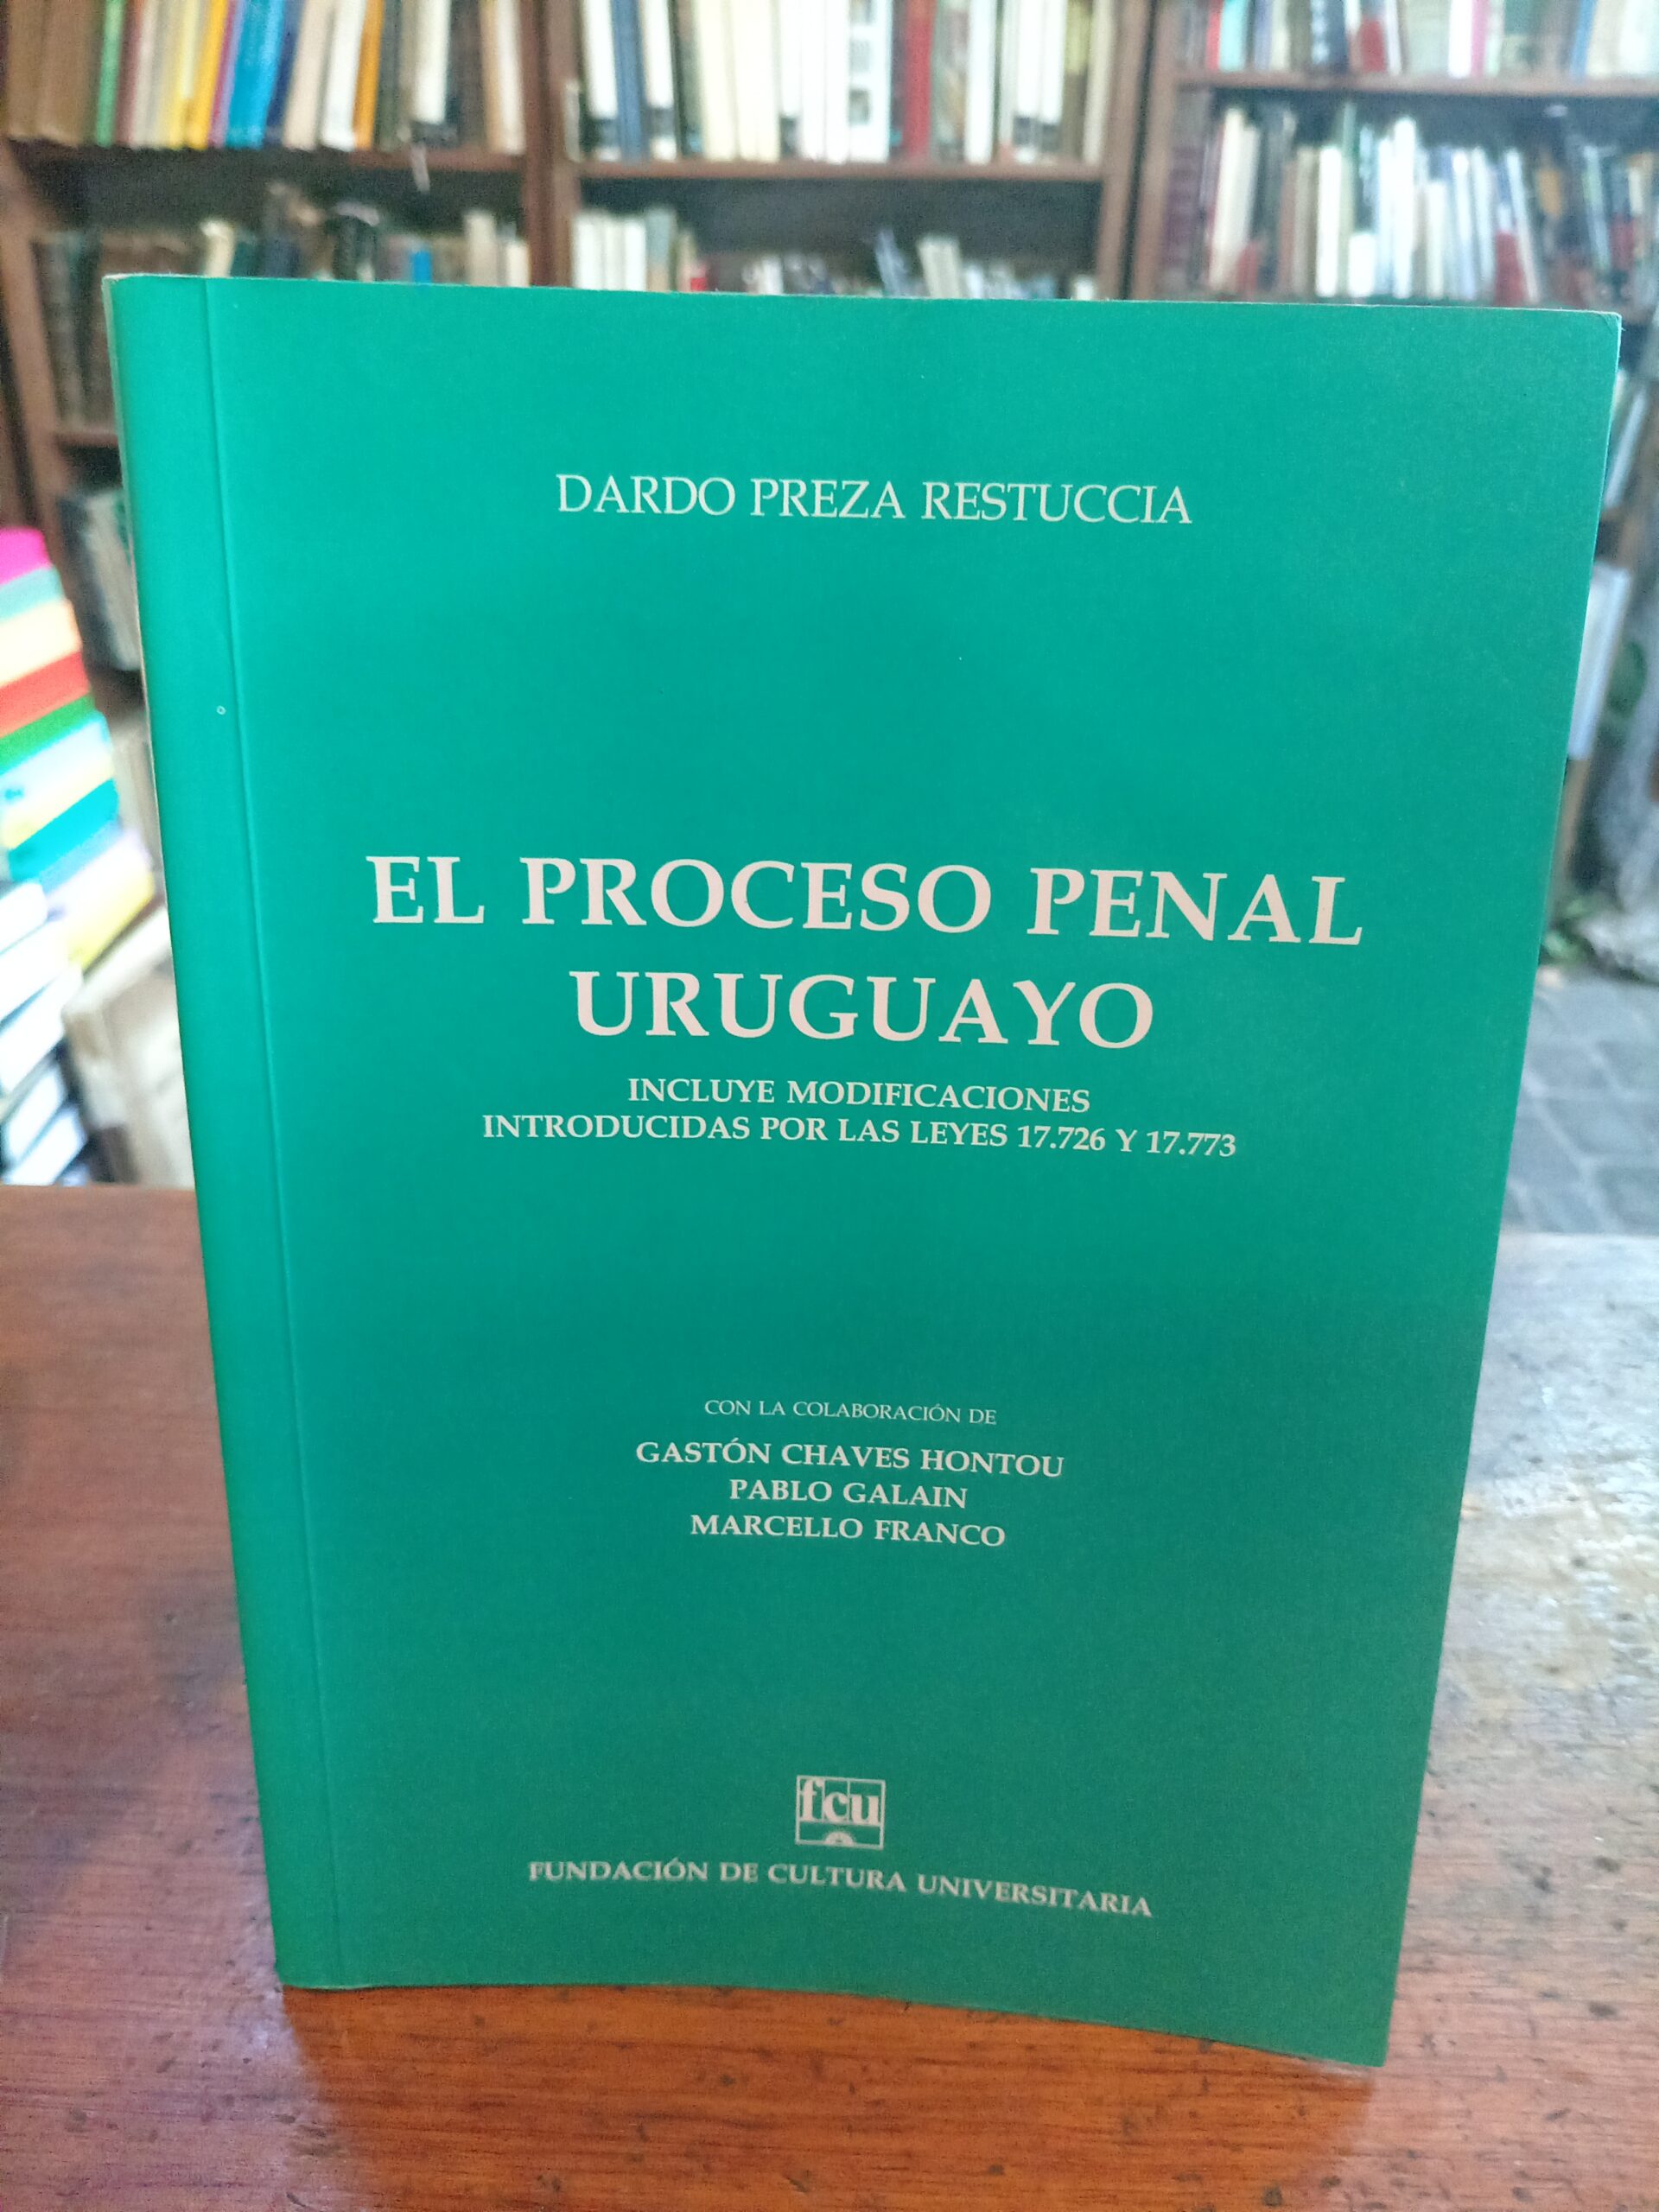 DARDO PREZA RESTUCCIA
EL PROCESO PENAL
URUGUAYO
INCLUYE MODIFICACIONES
INTRODUCIDAS POR LAS LEYES 17.726 Y 17.773
CON LA COLABORACIÓN DE
GASTÓN CHAVES HONTOU
PABLO GALAIN
MARCELLO FRANCO
fcu
FUNDACIÓN DE CULTURA UNIVERSITARIA